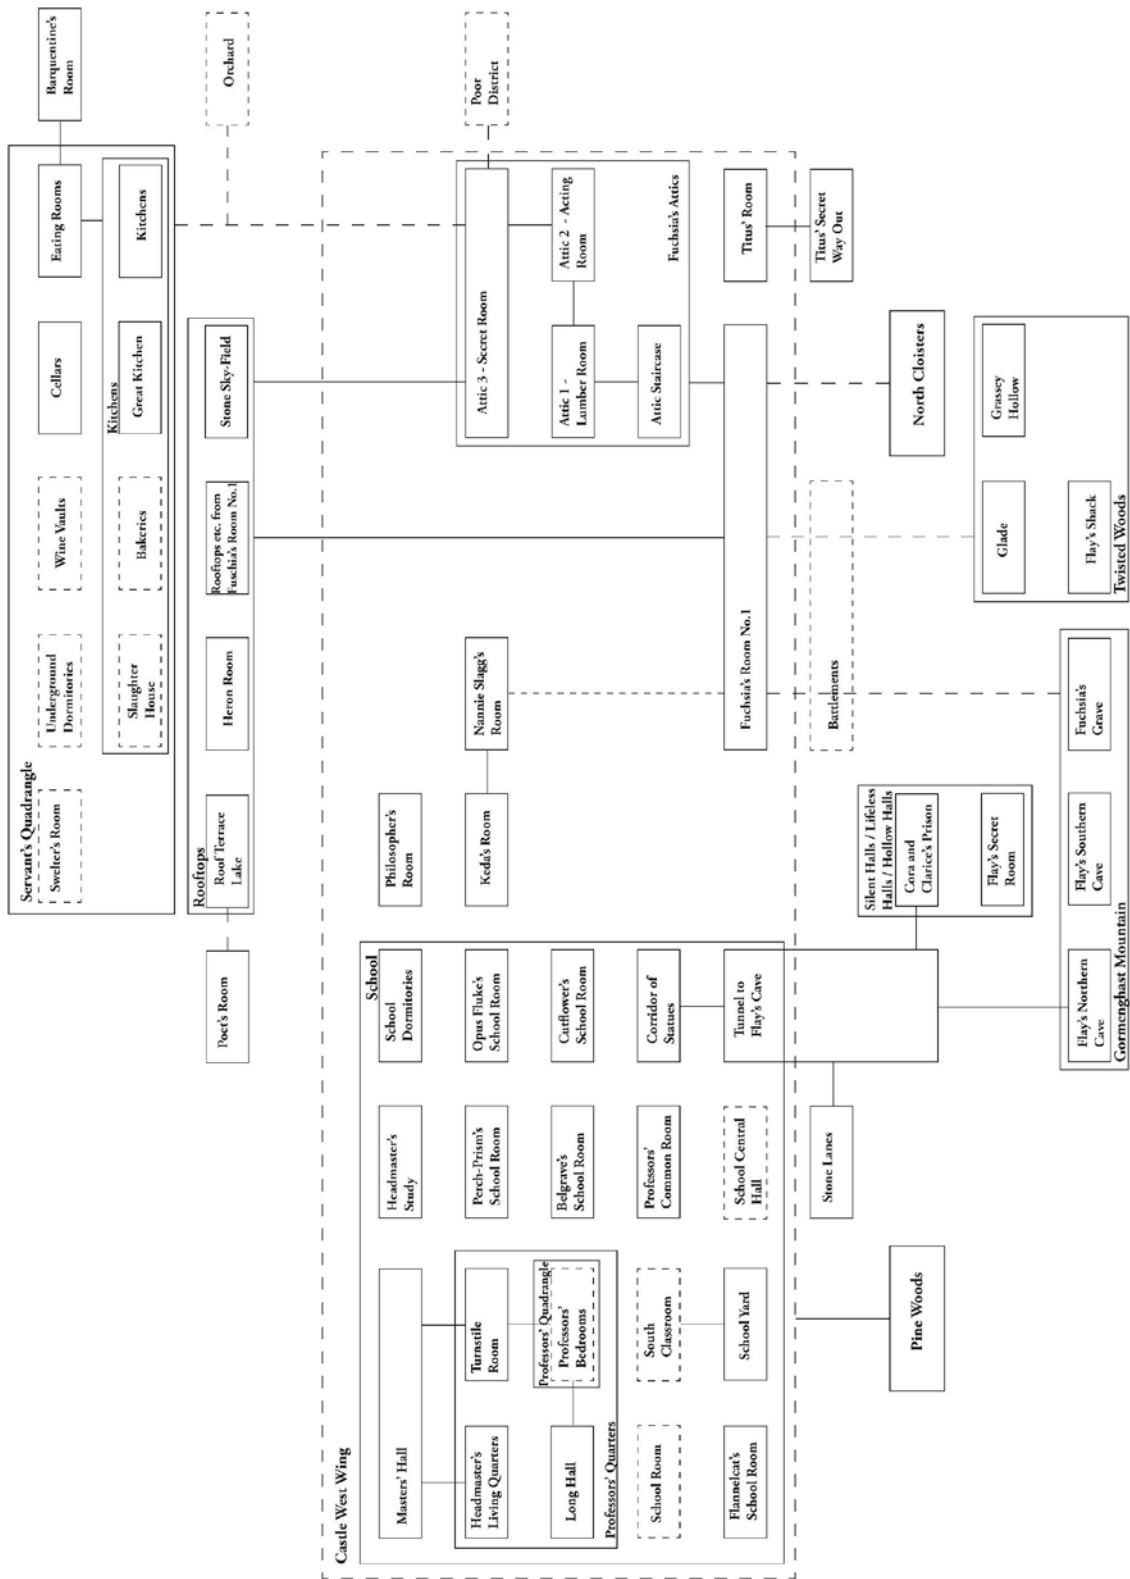 Servant's Quadrangle
Swelter's Room
Underground
Dormitories
Wine Vaults
Cellars
Eating Rooms
Barquentine's
Room
Kitchens
Slaughter
House
Bakeries
Great Kitchen
Kitchens
Orchard
Rooftops
Poet's Room
Roof Terrace
Lake
Heron Room
Rooftops etc. from
Fuschia's Room No.1
Stone Sky-Field
Castle West Wing
School
Masters' Hall
Headmaster's
Study
School
Dormitories
Philosopher's
Room
Headmaster's
Living Quarters
Turnstile
Room
Perch-Prism's
School Room
Opus Fluke's
School Room
Keda's Room
Nannie Slagg's
Room
Attic 3 - Secret Room
Poor
District
Long Hall
Professors' Quadrangle
Professors'
Bedrooms
Belgrave's
School Room
Cutflower's
School Room
Attic 1 -
Lumber Room
Attic 2 - Acting
Room
Professors' Quarters
School Room
South
Classroom
Professors'
Common Room
Corridor of
Statues
Attic Staircase
Fuchsia's Attics
Flannelcat's
School Room
School Yard
School Central
Hall
Tunnel to
Flay's Cave
Fuchsia's Room No.1
Titus' Room
Stone Lanes
Battlements
Titus' Secret
Way Out
Silent Halls / Lifeless
Halls / Hollow Halls
Cora and
Clarice's Prison
Flay's Secret
Room
Pine Woods
North Cloisters
Glade
Grassey
Hollow
Flay's Shack
Twisted Woods
Flay's Northern
Cave
Flay's Southern
Cave
Fuchsia's
Grave
Gormenghast Mountain